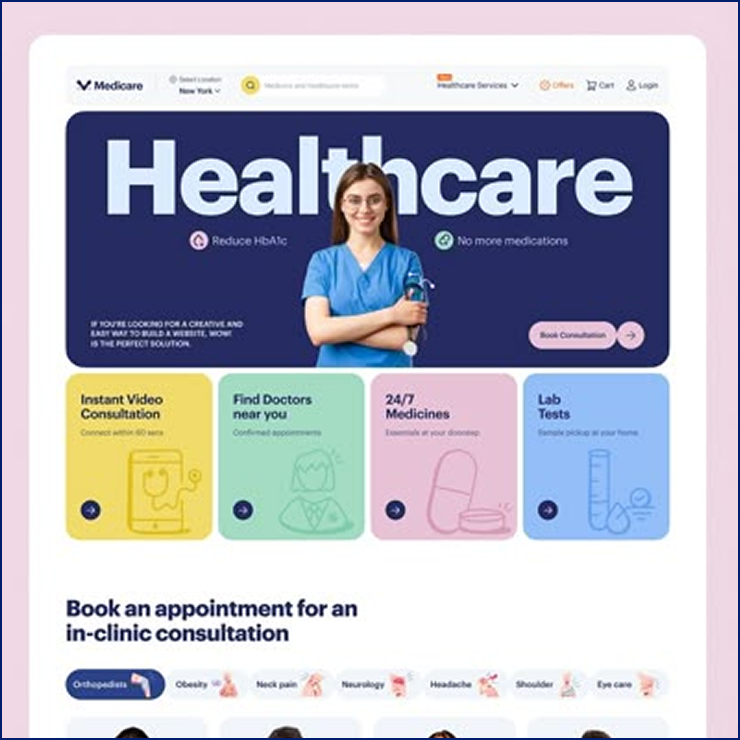 Medicare
Select Location
New York
Medicine and healthcare items
Healthcare Services
Offers
Cart
Login
Healthcare
Reduce HbA1c
No more medications
IF YOU'RE LOOKING FOR A CREATIVE AND
EASY WAY TO BUILD A WEBSITE, WOW!
IS THE PERFECT SOLUTION.
Book Consultation
Instant Video
Consultation
Connect within 60 secs
Find Doctors
near you
Confirmed appointments
24/7
Medicines
Essentials at your doorstep
Lab
Tests
Sample pickup at your home
Book an appointment for an
in-clinic consultation
Orthopedists
Obesity
Neck pain
Neurology
Headache
Shoulder
Eye care